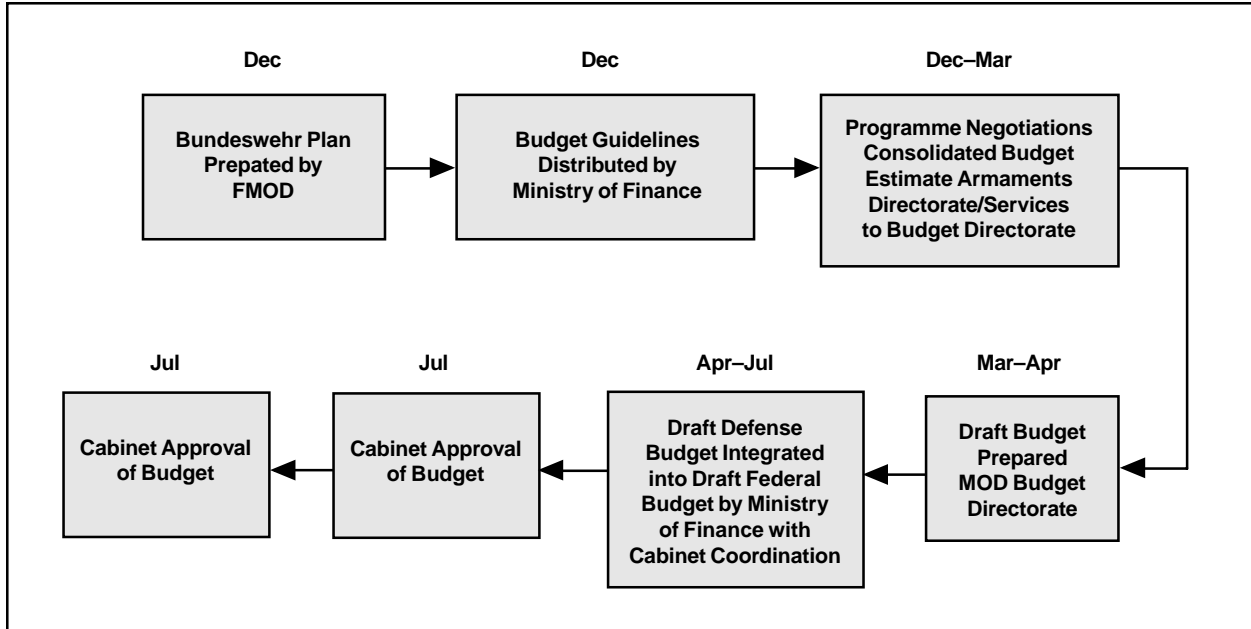 Dec
Bundeswehr Plan
Prepated by
FMOD
Dec
Budget Guidelines
Distributed by
Ministry of Finance
Dec–Mar
Programme Negotiations
Consolidated Budget
Estimate Armaments
Directorate/Services
to Budget Directorate
Mar–Apr
Draft Budget
Prepared
MOD Budget
Directorate
Apr–Jul
Draft Defense
Budget Integrated
into Draft Federal
Budget by Ministry
of Finance with
Cabinet Coordination
Jul
Cabinet Approval
of Budget
Jul
Cabinet Approval
of Budget